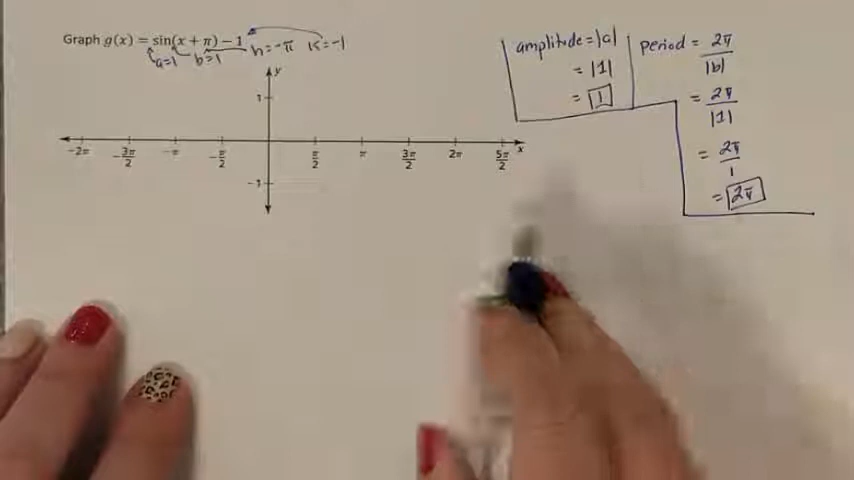 Graph g(x) = sin(x + π) − 1
a=1 b=1 h=-π k=-1
y
1
-2π -3π/2 -π -π/2 π/2 π 3π/2 2π 5π/2 x
-1
amplitude = |a|
= |1|
= 1
period = 2π/|b|
= 2π/|1|
= 2π/1
= 2π